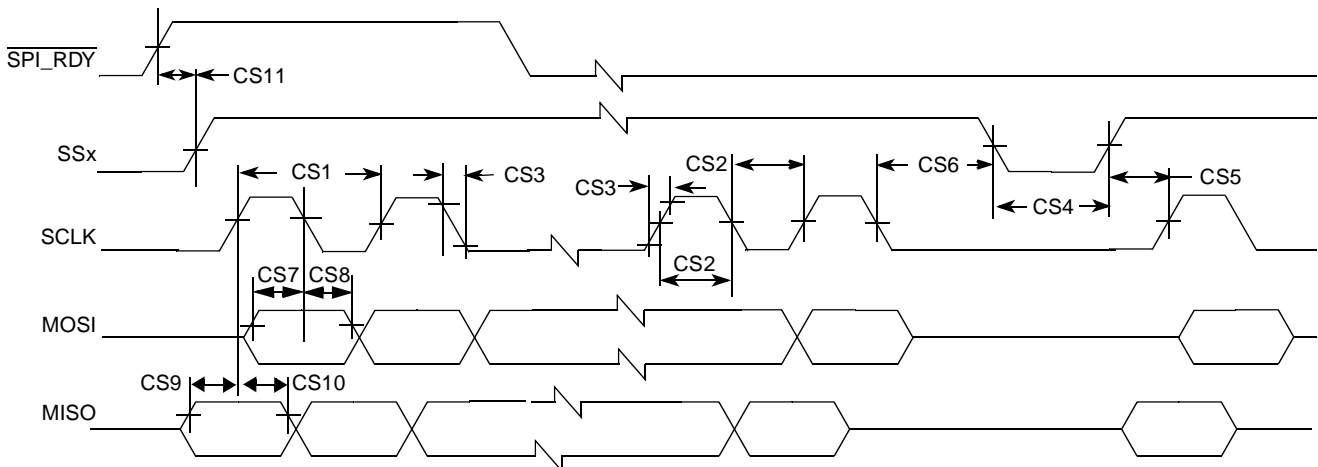 SPI_RDY
CS11
SSx
CS1
CS3
CS3
CS2
CS6
CS5
CS4
SCLK
CS2
CS7
CS8
MOSI
CS9
CS10
MISO